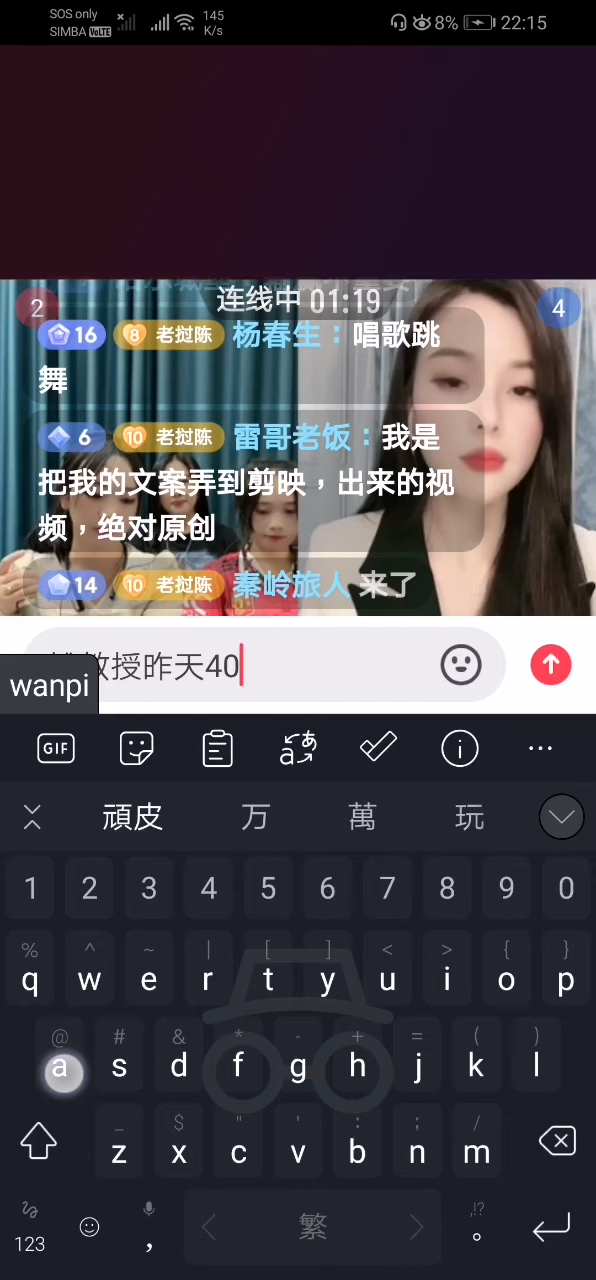 SOS only
SIMBA VoLTE
145
K/s
8%
22:15
连线中 01:19
2
4
16 8 老挝陈 杨春生：唱歌跳
舞
6 10 老挝陈 雷哥老饭：我是
把我的文案弄到剪映，出来的视
频，绝对原创
14 10 老挝陈 秦岭旅人 来了
教授昨天40
wanpi
GIF
頑皮 万 萬 玩
1 2 3 4 5 6 7 8 9 0
% ^ ~ | [ ] < > { }
q w e r t y u i o p
@ # & * - + = ( )
a s d f g h j k l
_ $ " ' : ; /
z x c v b n m
123 , 繁 ,!? 。